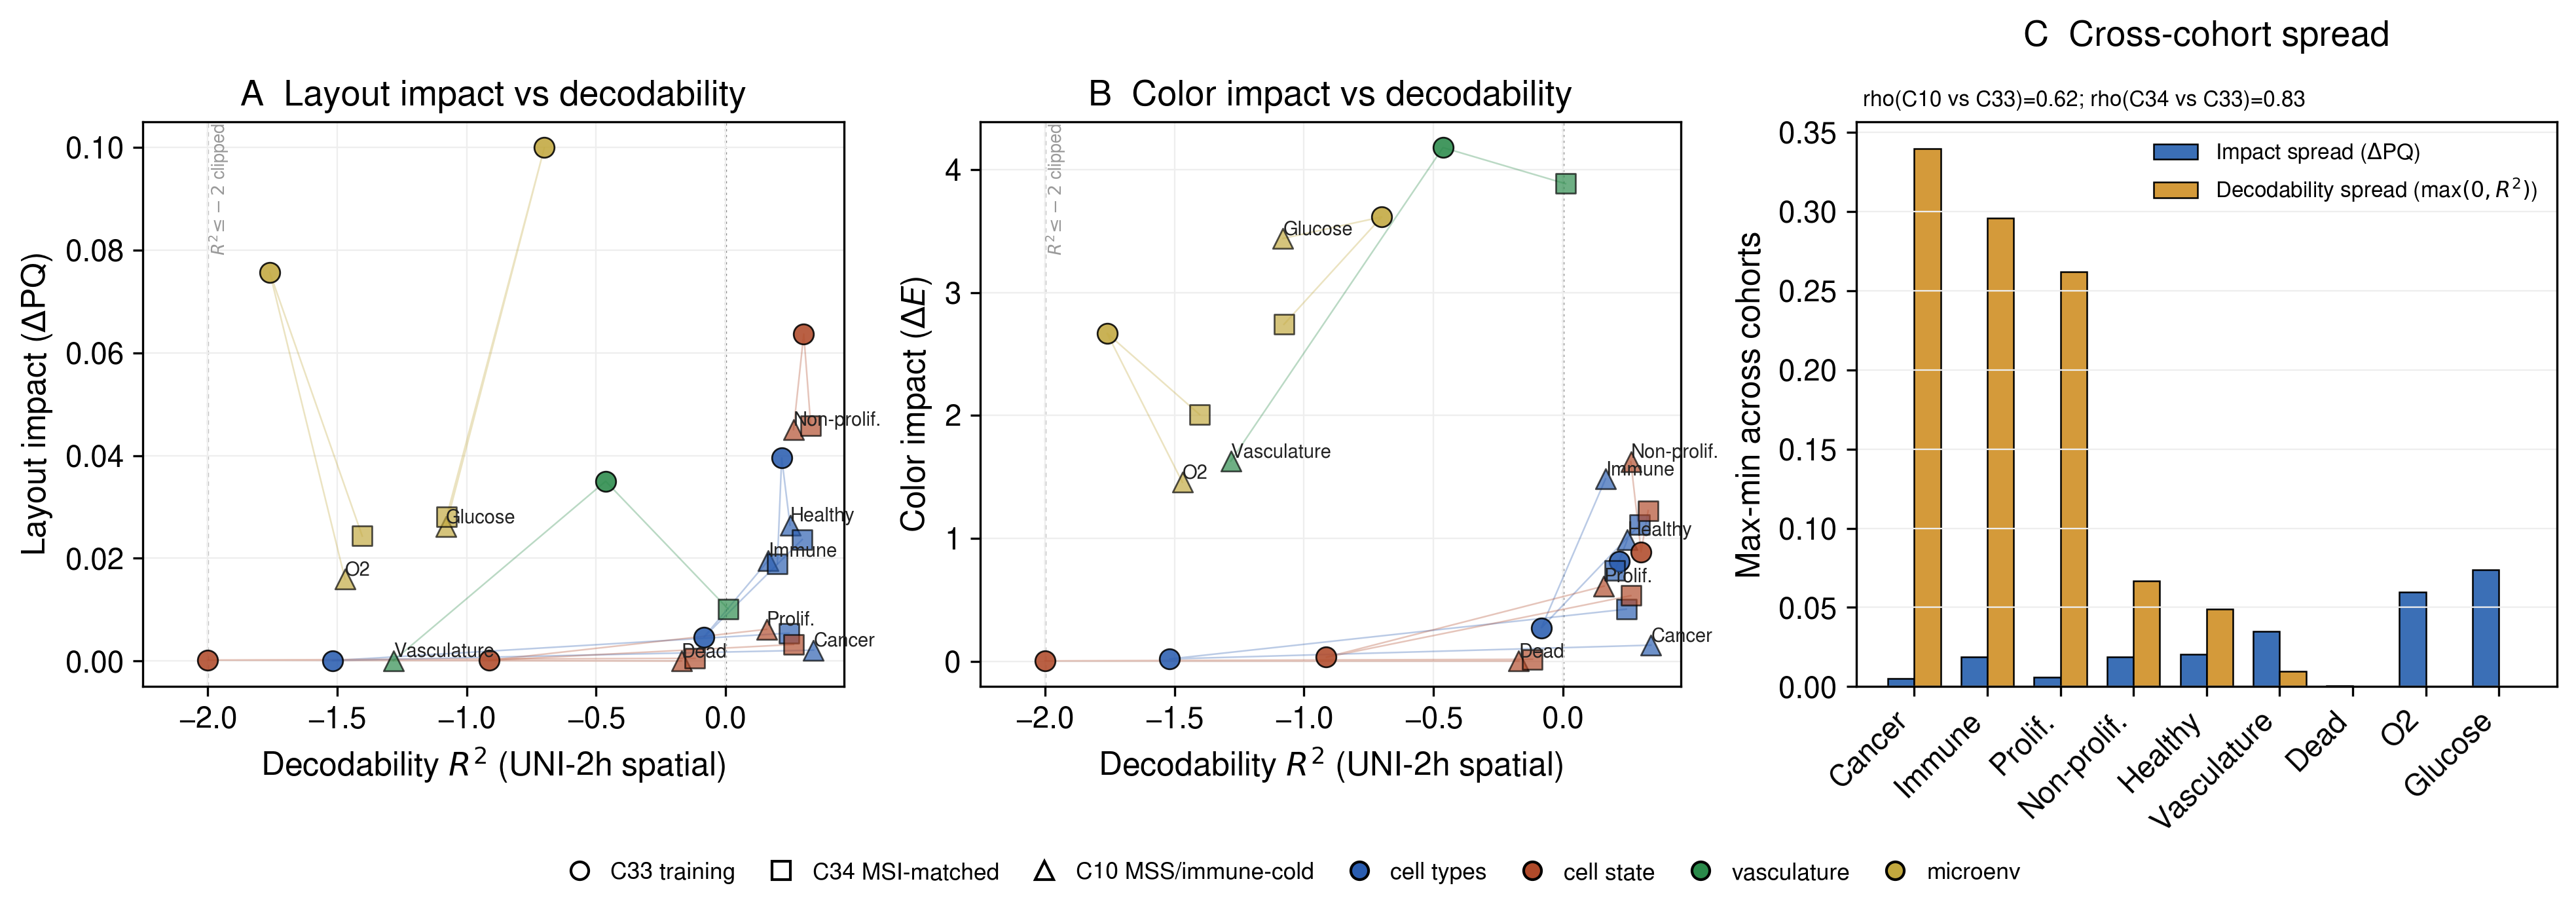 C Cross-cohort spread
A Layout impact vs decodability
B Color impact vs decodability
rho(C10 vs C33)=0.62; rho(C34 vs C33)=0.83
Layout impact (ΔPQ)
0.10
0.08
0.06
0.04
0.02
0.00
R² ≤ − 2 clipped
Non-prolif.
Healthy
Glucose
Immune
O2
Prolif.
Cancer
Vasculature
Dead
−2.0
−1.5
−1.0
−0.5
0.0
Decodability R² (UNI-2h spatial)
Color impact (ΔE)
4
3
2
1
0
R² ≤ − 2 clipped
Glucose
Vasculature
Non-prolif.
Immune
O2
Healthy
Prolif.
Cancer
Dead
−2.0
−1.5
−1.0
−0.5
0.0
Decodability R² (UNI-2h spatial)
Max-min across cohorts
0.35
0.30
0.25
0.20
0.15
0.10
0.05
0.00
Impact spread (ΔPQ)
Decodability spread (max(0, R²))
Cancer
Immune
Prolif.
Non-prolif.
Healthy
Vasculature
Dead
O2
Glucose
C33 training
C34 MSI-matched
C10 MSS/immune-cold
cell types
cell state
vasculature
microenv